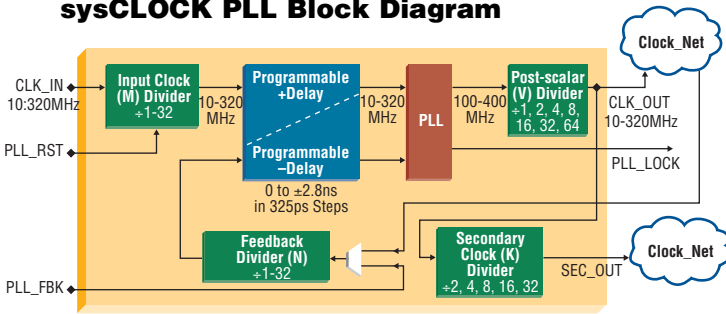 sysCLOCK PLL Block Diagram
Clock_Net
CLK_IN
10:320MHz
Input Clock
(M) Divider
÷1-32
10-320
MHz
Programmable
+Delay
Programmable
–Delay
0 to ±2.8ns
in 325ps Steps
10-320
MHz
PLL
100-400
MHz
Post-scalar
(V) Divider
÷1, 2, 4, 8,
16, 32, 64
CLK_OUT
10-320MHz
PLL_RST
PLL_LOCK
Feedback
Divider (N)
÷1-32
Secondary
Clock (K)
Divider
÷2, 4, 8, 16, 32
SEC_OUT
Clock_Net
PLL_FBK